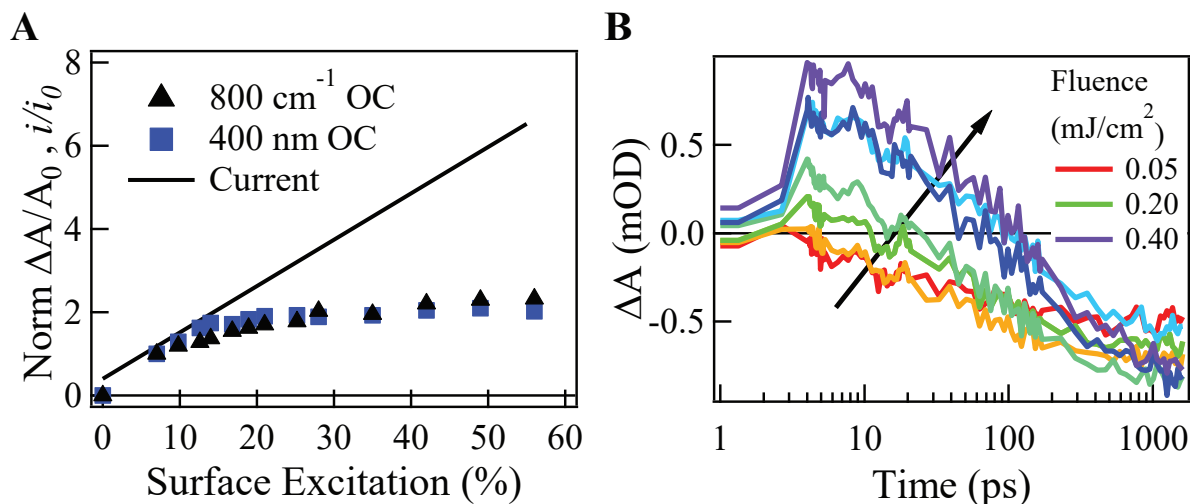 A
Norm ΔA/A₀ , i/i₀
8
6
4
2
0
800 cm⁻¹ OC
400 nm OC
Current
0
10
20
30
40
50
60
Surface Excitation (%)
B
ΔA (mOD)
0.5
0.0
-0.5
Fluence
(mJ/cm²)
0.05
0.20
0.40
1
10
100
1000
Time (ps)